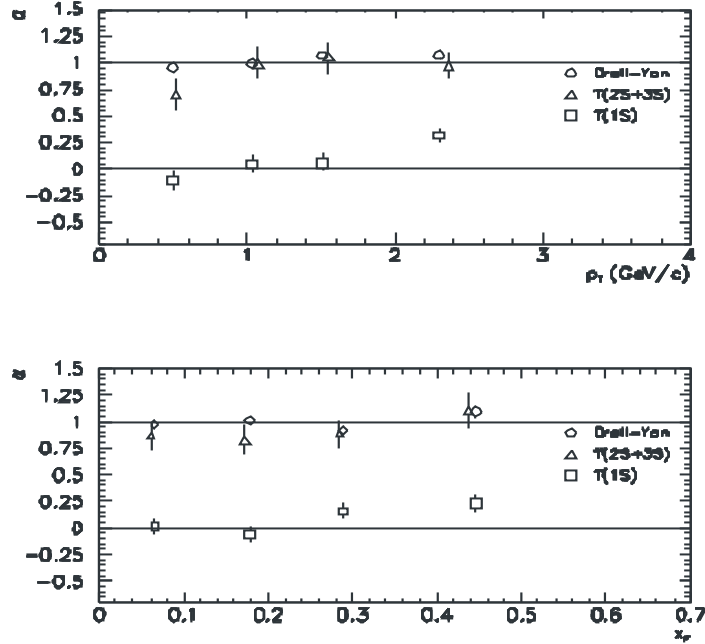 α
1.5
1.25
1
0.75
0.5
0.25
0
−0.25
−0.5
Drell−Yan
ϒ(2S+3S)
ϒ(1S)
0 1 2 3 4
p_T (GeV/c)
α
1.5
1.25
1
0.75
0.5
0.25
0
−0.25
−0.5
Drell−Yan
ϒ(2S+3S)
ϒ(1S)
0 0.1 0.2 0.3 0.4 0.5 0.6 0.7
x_F